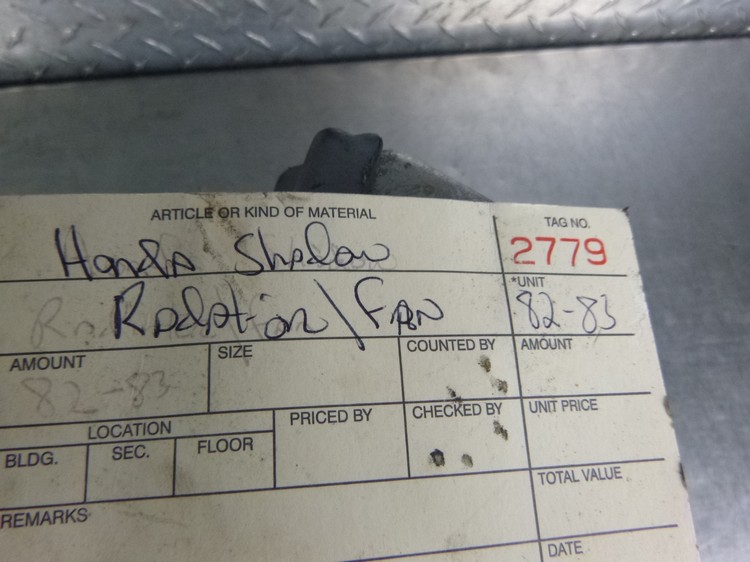 ARTICLE OR KIND OF MATERIAL
TAG NO.
Honda Shadow
2779
Radiation\Fan
*UNIT
82-83
AMOUNT
82-83
SIZE
COUNTED BY
AMOUNT
LOCATION
PRICED BY
CHECKED BY
UNIT PRICE
BLDG.
SEC.
FLOOR
TOTAL VALUE
REMARKS
DATE